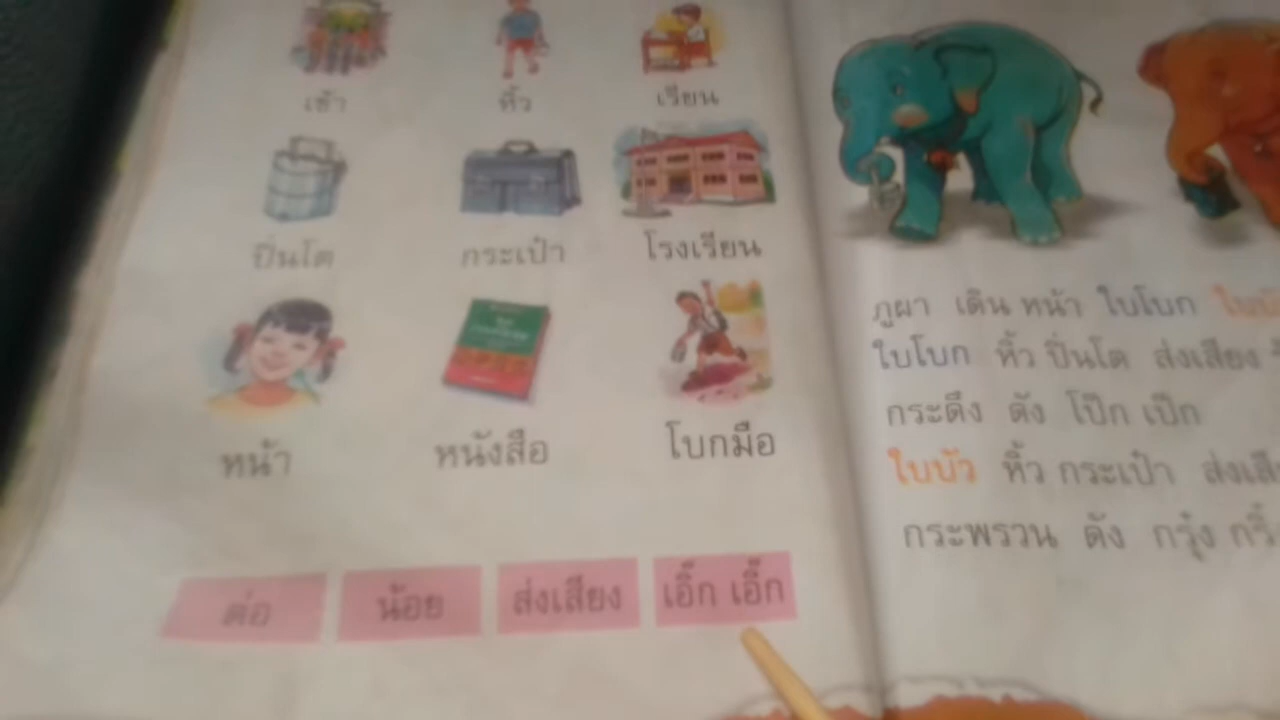 เช้า หิ้ว เรียน
ปิ่นโต กระเป๋า โรงเรียน
หน้า หนังสือ โบกมือ
ต่อ น้อย ส่งเสียง เอิ๊ก เอิ๊ก
ภูผา เดิน หน้า ใบโบก ใบบัว
ใบโบก หิ้ว ปิ่นโต ส่งเสียง
กระดึง ดัง โป๊ก เป๊ก
ใบบัว หิ้ว กระเป๋า
กระพรวน ดัง กรุ๋ง